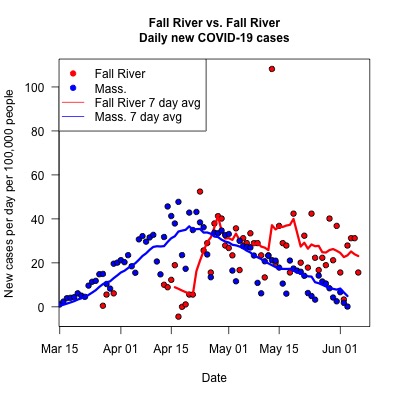 Fall River vs. Fall River
Daily new COVID-19 cases
Fall River
Mass.
Fall River 7 day avg
Mass. 7 day avg
New cases per day per 100,000 people
100
80
60
40
20
0
Mar 15 Apr 01 Apr 15 May 01 May 15 Jun 01
Date